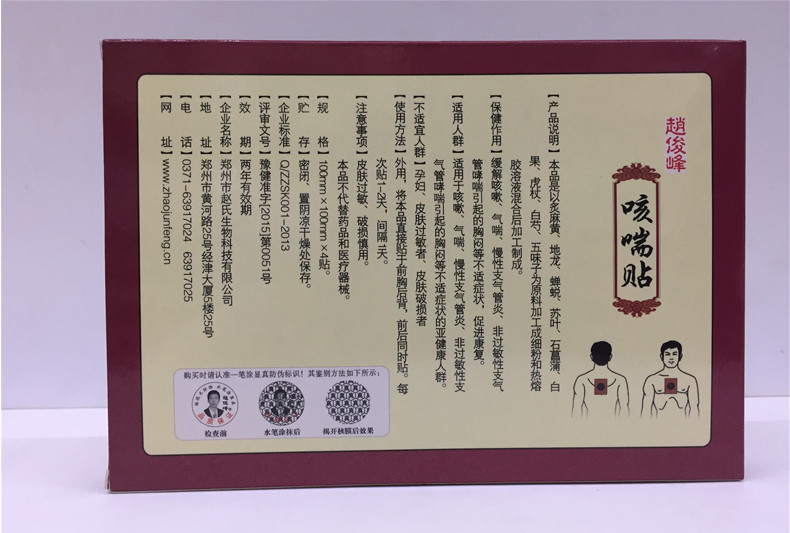 趙俊峰
咳喘贴
【产品说明】本品是以炙麻黄、地龙、蝉蜕、苏叶、石菖蒲、白
果、虎杖、白芍、五味子为原料加工成细粉和热熔
胶溶液混合后加工制成。
【保健作用】缓解咳嗽、气喘、慢性支气管炎、非过敏性支气
管哮喘引起的胸闷等不适症状，促进康复。
【适用人群】适用于咳嗽、气喘、慢性支气管炎、非过敏性支
气管哮喘引起的胸闷等不适症状的亚健康人群。
【不适宜人群】孕妇、皮肤过敏者、皮肤破损者
【使用方法】外用，将本品直接贴于前胸后背，前后同时贴。每
次贴1-2天，间隔1天。
【注意事项】皮肤过敏、破损慎用。
本品不代替药品和医疗器械。
【规 格】100mm×100mm×4贴。
【贮 存】密闭、置阴凉干燥处保存。
【企业标准】Q/ZZSK001-2013
【评审文号】豫健准字[2015]第0051号
【效 期】两年有效期
【企业名称】郑州市赵氏生物科技有限公司
【地 址】郑州市黄河路25号经津大厦5楼25号
【电 话】0371-63917024 63917025
【网 址】www.zhaojunfeng.cn
购买时请认准一笔涂显真防伪标识！其鉴别方法如下所示：
检查前
水笔涂抹后
揭开核膜后效果